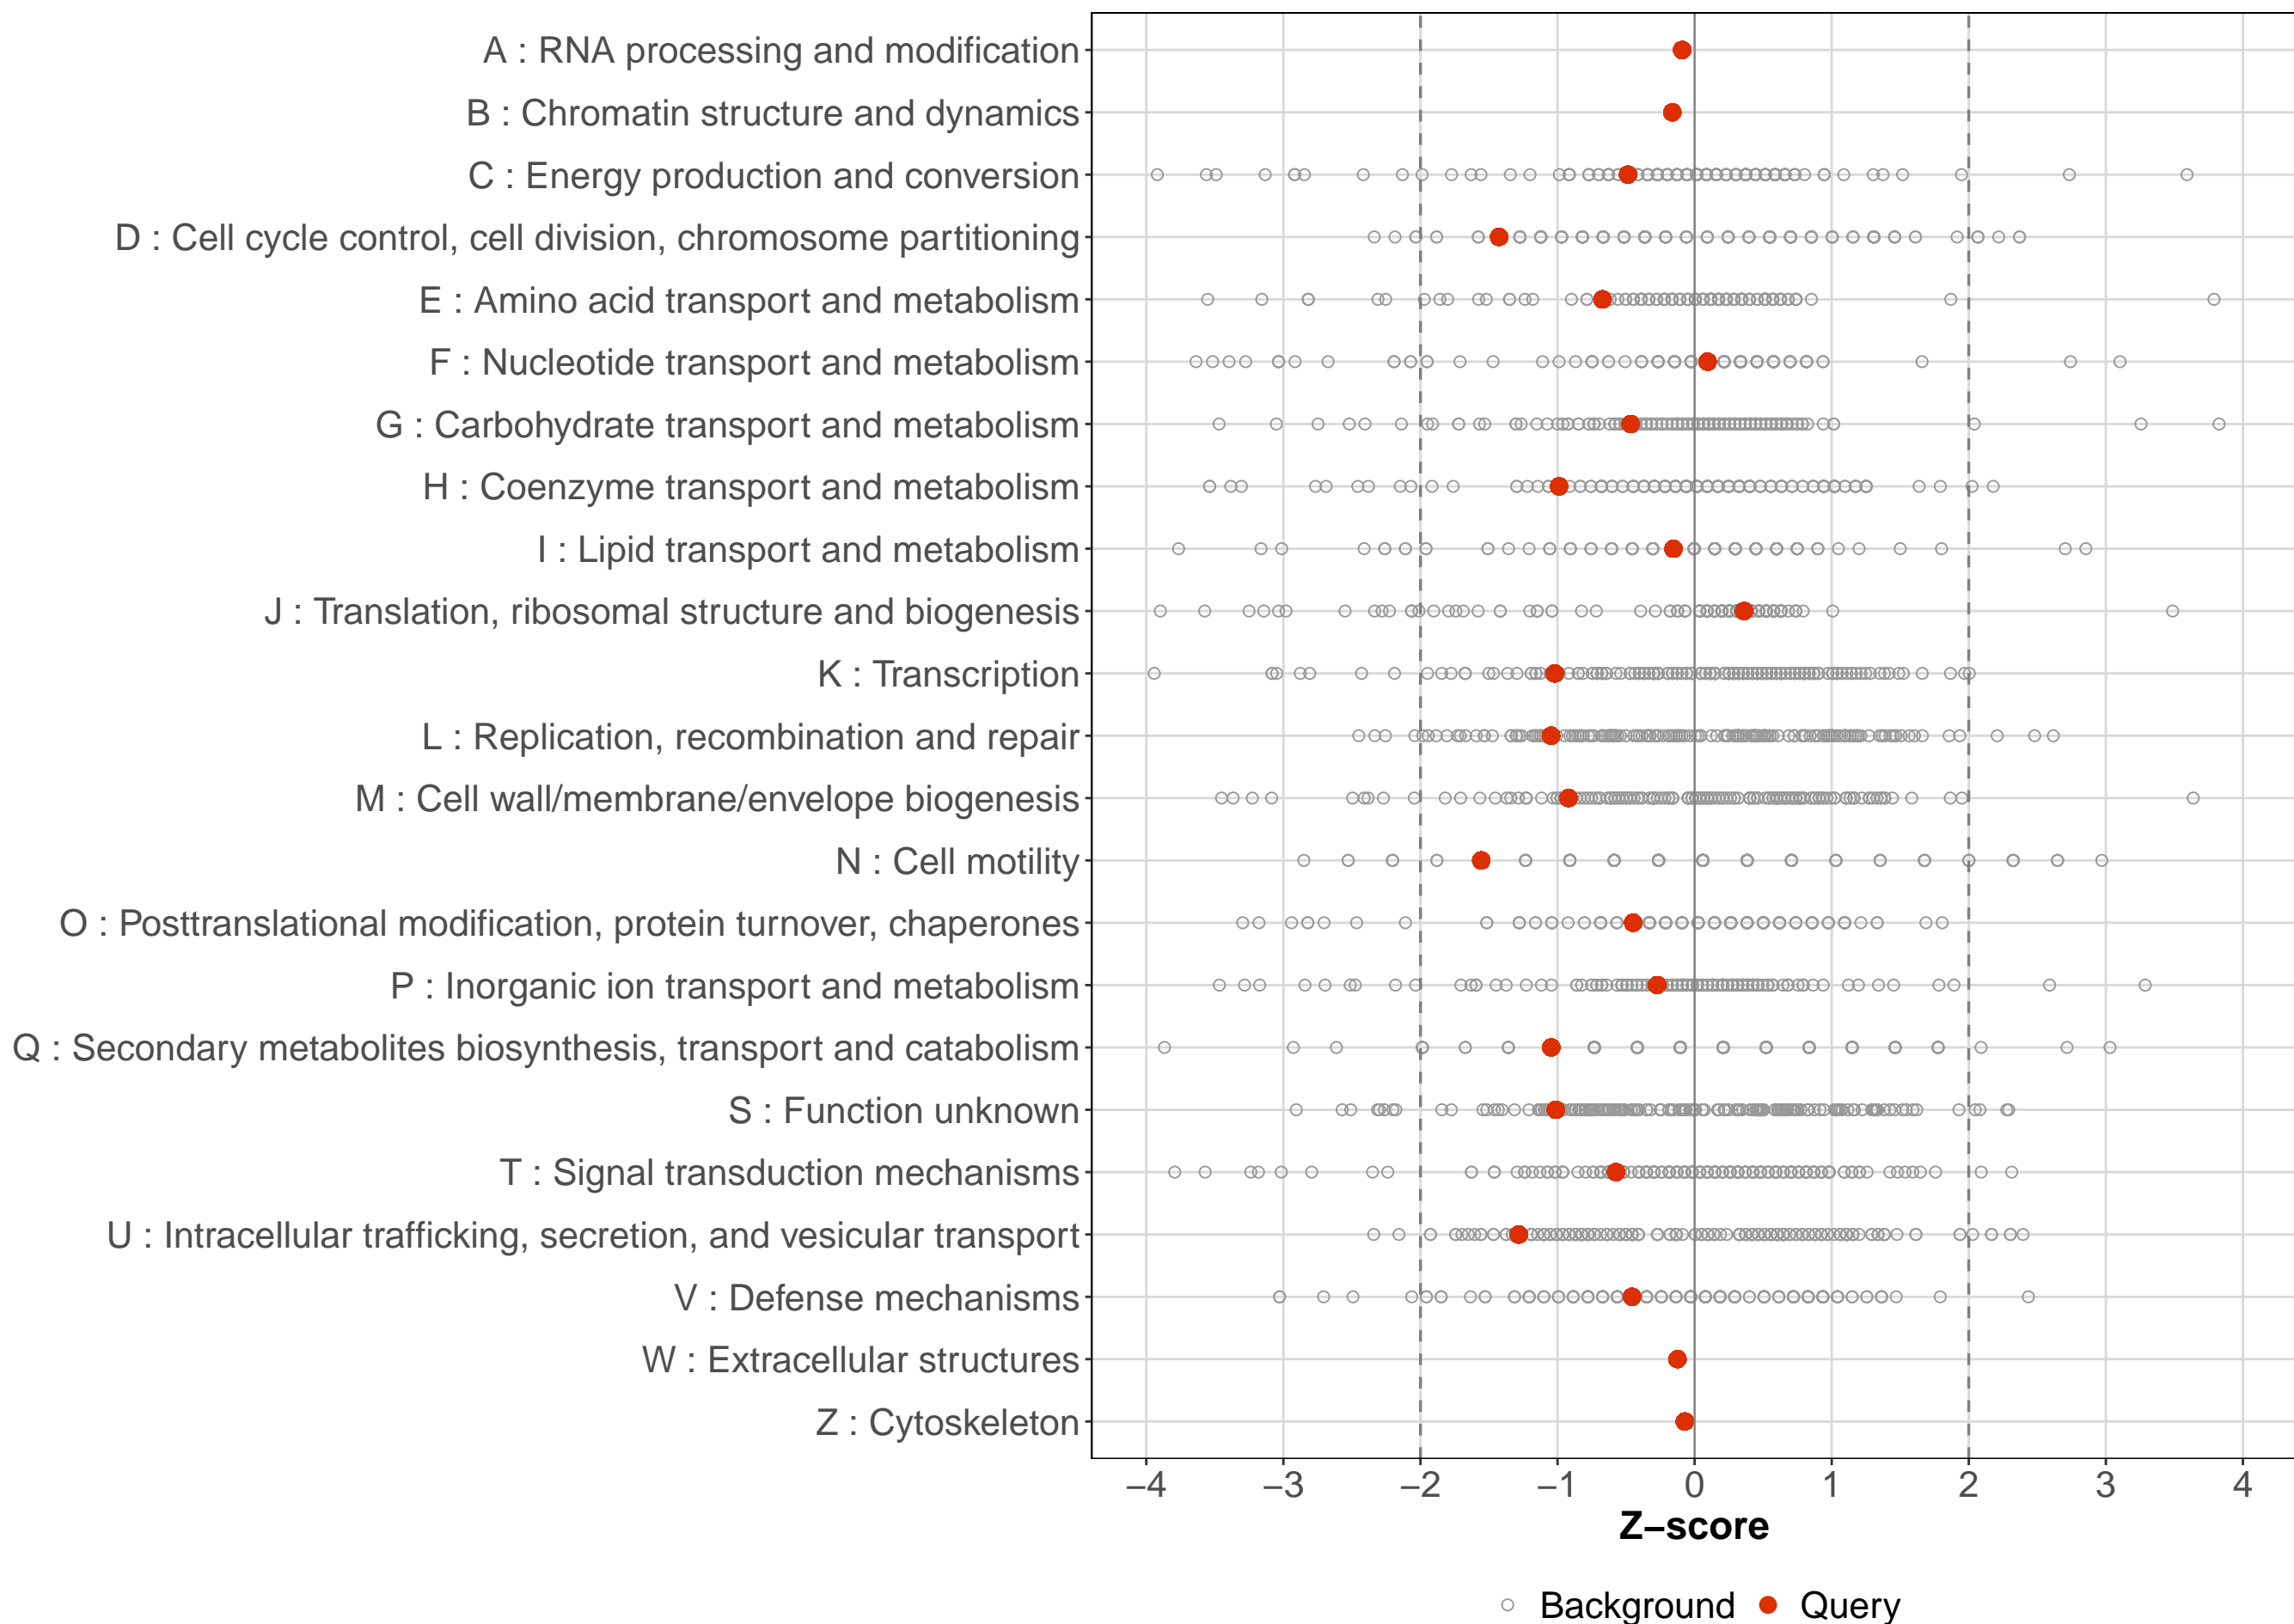 A : RNA processing and modification
B : Chromatin structure and dynamics
C : Energy production and conversion
D : Cell cycle control, cell division, chromosome partitioning
E : Amino acid transport and metabolism
F : Nucleotide transport and metabolism
G : Carbohydrate transport and metabolism
H : Coenzyme transport and metabolism
I : Lipid transport and metabolism
J : Translation, ribosomal structure and biogenesis
K : Transcription
L : Replication, recombination and repair
M : Cell wall/membrane/envelope biogenesis
N : Cell motility
O : Posttranslational modification, protein turnover, chaperones
P : Inorganic ion transport and metabolism
Q : Secondary metabolites biosynthesis, transport and catabolism
S : Function unknown
T : Signal transduction mechanisms
U : Intracellular trafficking, secretion, and vesicular transport
V : Defense mechanisms
W : Extracellular structures
Z : Cytoskeleton
−4 −3 −2 −1 0 1 2 3 4
Z−score
Background Query